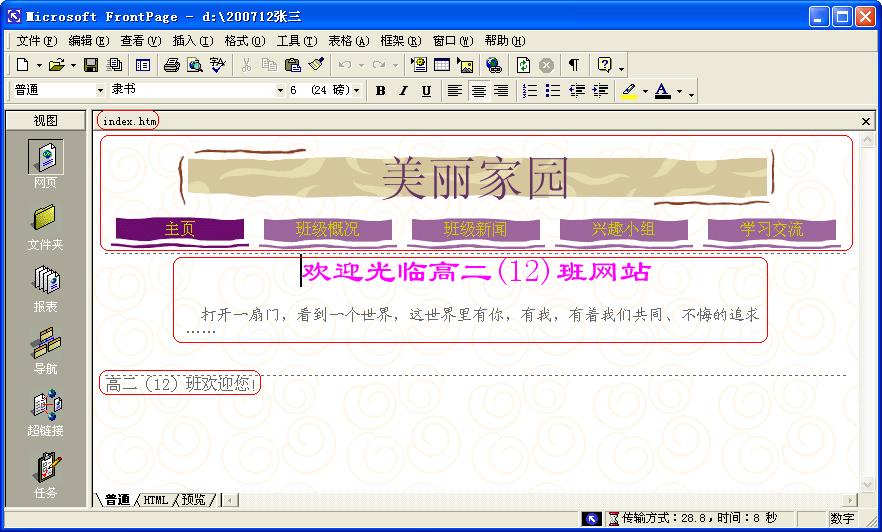 Microsoft FrontPage - d:\200712张三
文件(F) 编辑(E) 查看(V) 插入(I) 格式(O) 工具(T) 表格(A) 框架(R) 窗口(W) 帮助(H)
普通 隶书 6 (24 磅) B I U A
视图 index.htm
网页
文件夹
报表
导航
超链接
任务
美丽家园
主页 班级概况 班级新闻 兴趣小组 学习交流
欢迎光临高二(12)班网站
打开一扇门，看到一个世界，这世界里有你，有我，有着我们共同、不悔的追求
……
高二（12）班欢迎您!
普通 HTML 预览
传输方式：28.8，时间：8 秒 数字